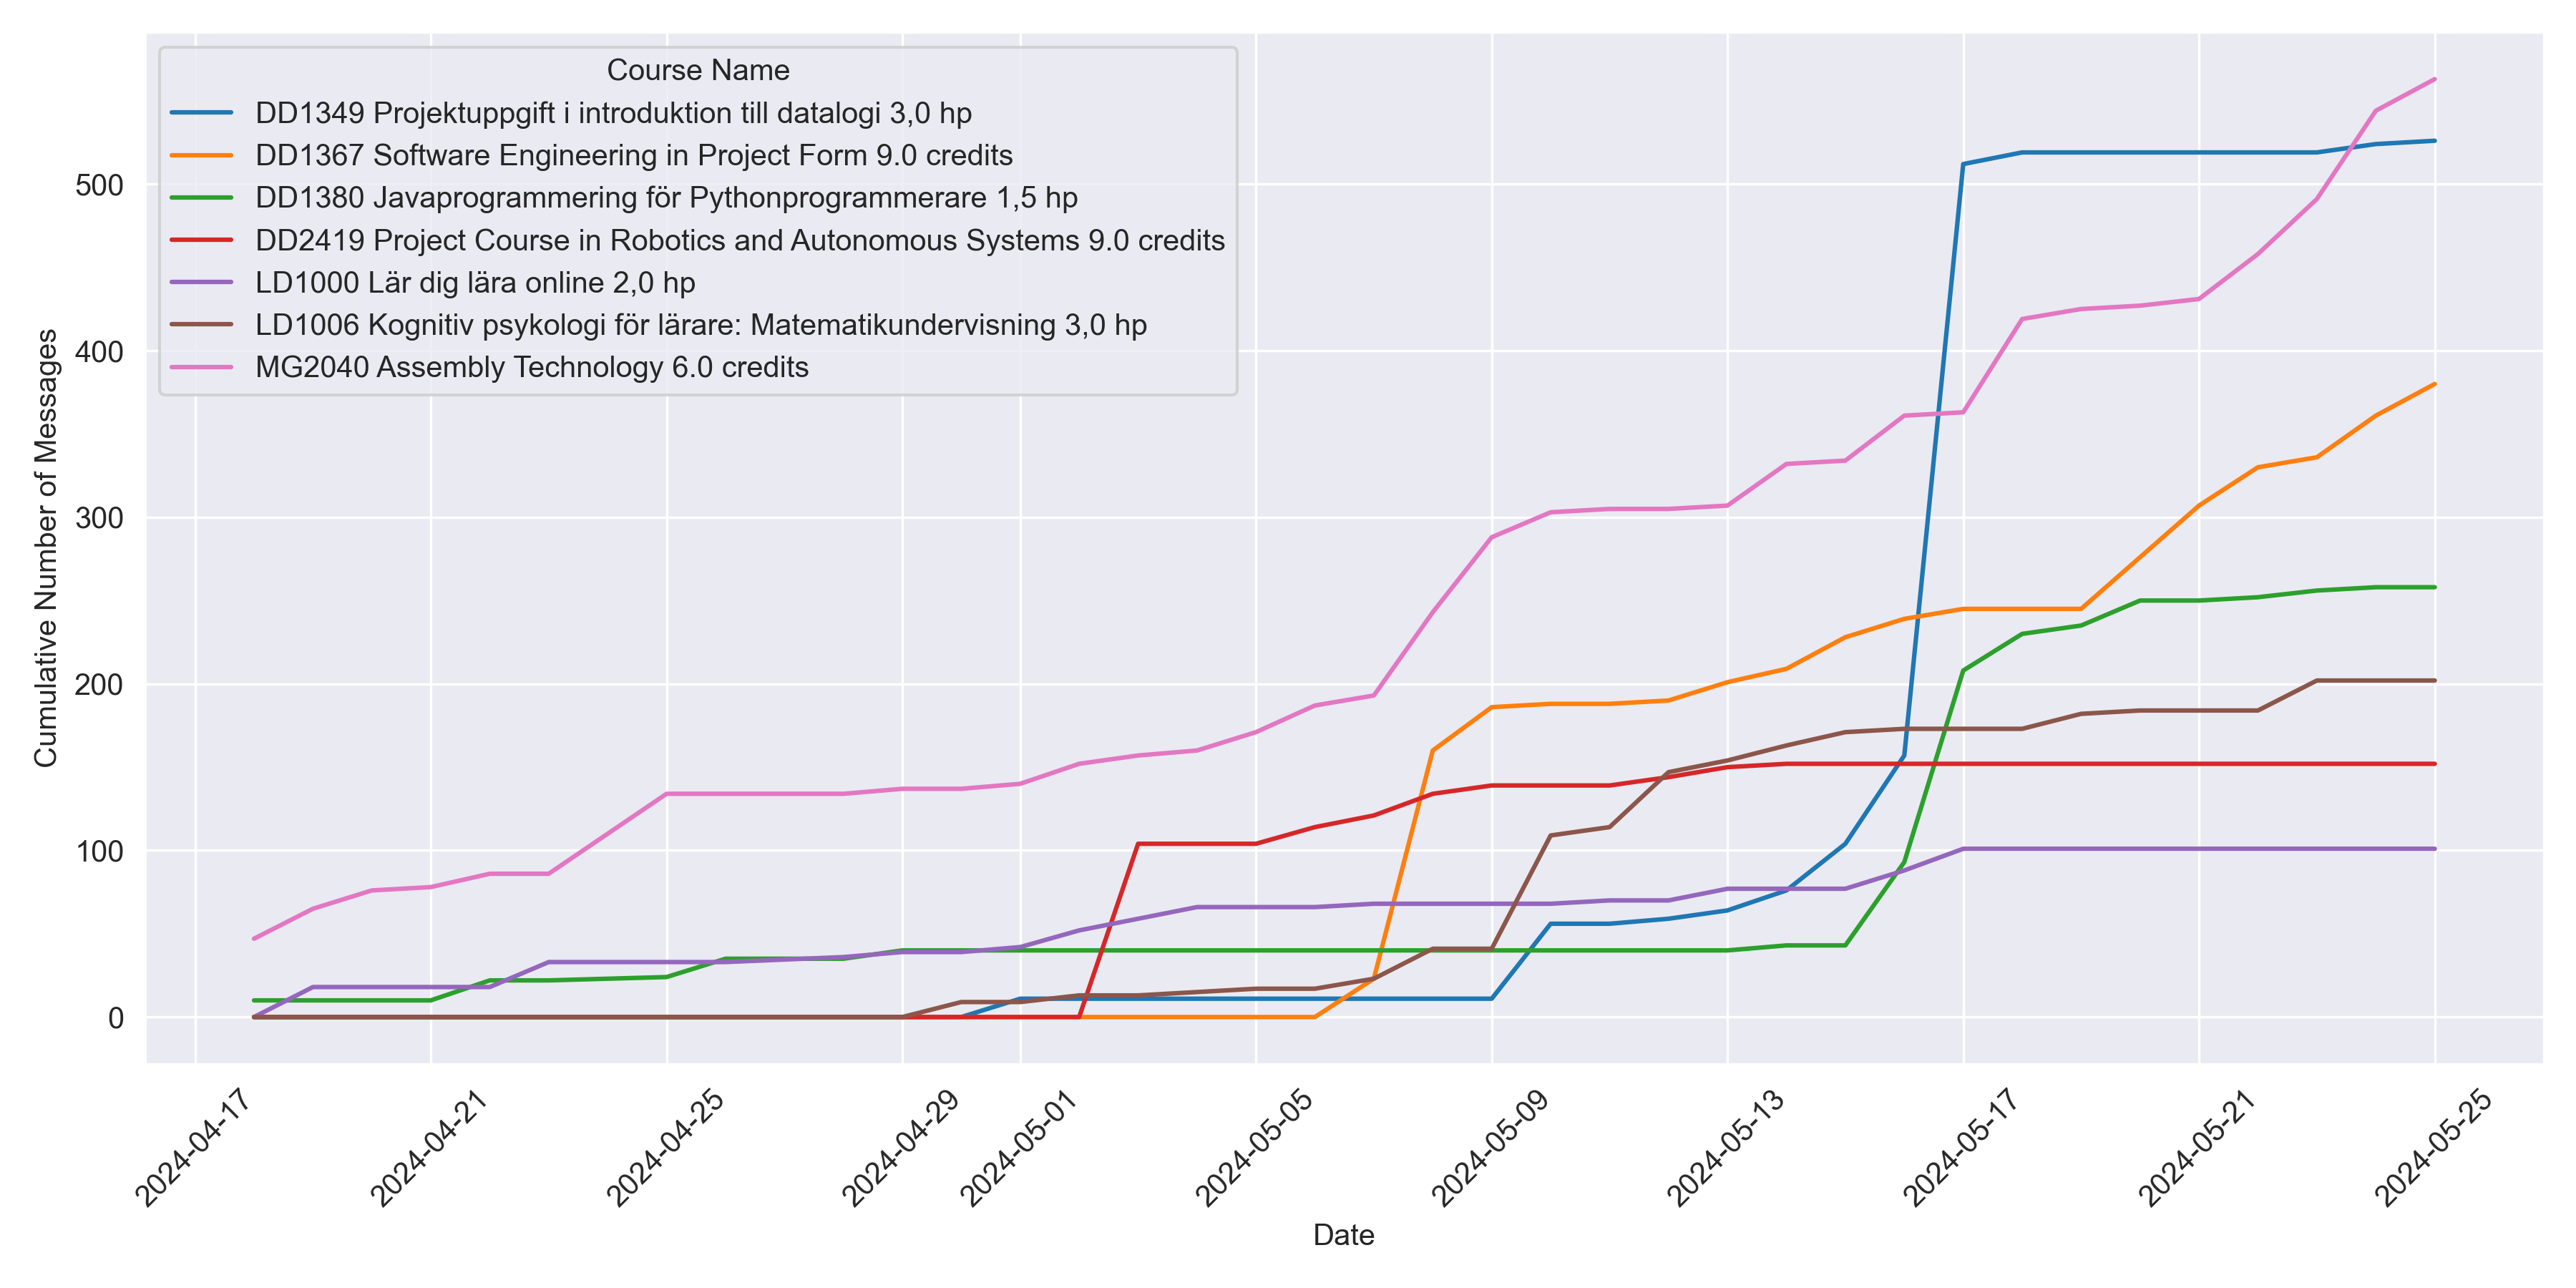 Course Name
DD1349 Projektuppgift i introduktion till datalogi 3,0 hp
DD1367 Software Engineering in Project Form 9.0 credits
DD1380 Javaprogrammering för Pythonprogrammerare 1,5 hp
DD2419 Project Course in Robotics and Autonomous Systems 9.0 credits
LD1000 Lär dig lära online 2,0 hp
LD1006 Kognitiv psykologi för lärare: Matematikundervisning 3,0 hp
MG2040 Assembly Technology 6.0 credits
Cumulative Number of Messages
500
400
300
200
100
0
2024-04-17
2024-04-21
2024-04-25
2024-04-29
2024-05-01
2024-05-05
2024-05-09
2024-05-13
2024-05-17
2024-05-21
2024-05-25
Date